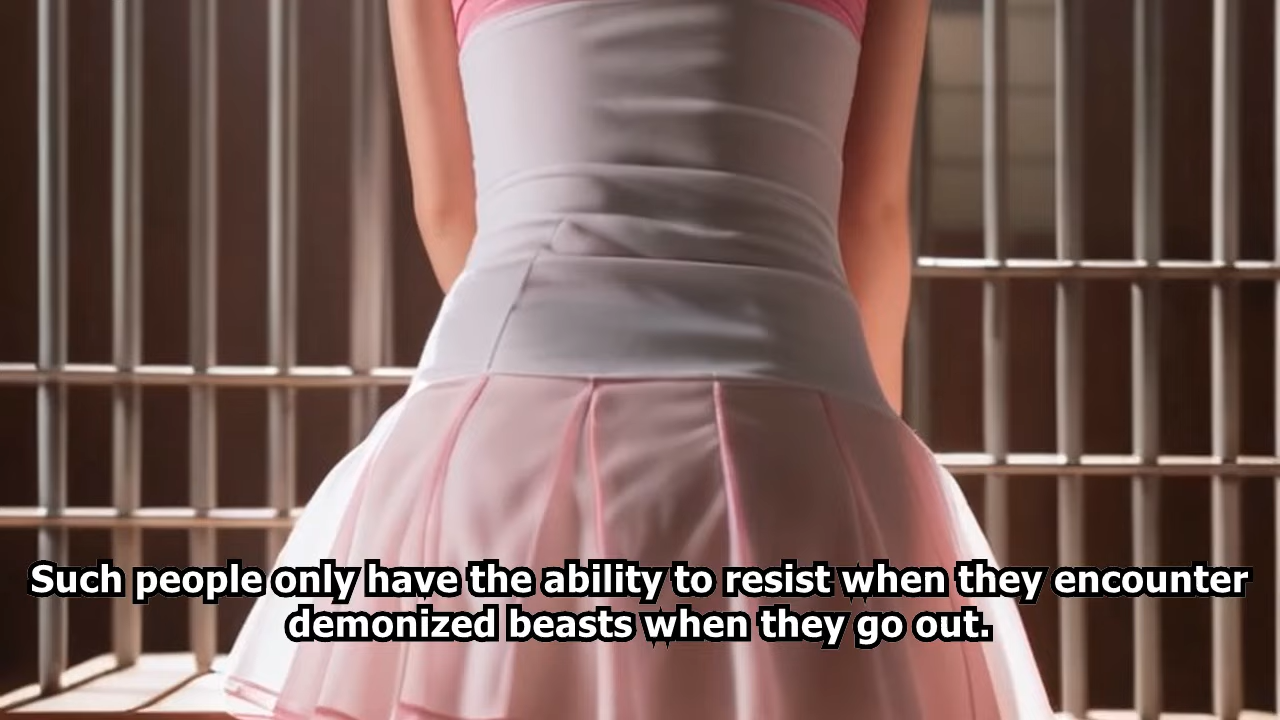 Such people only have the ability to resist when they encounter
demonized beasts when they go out.